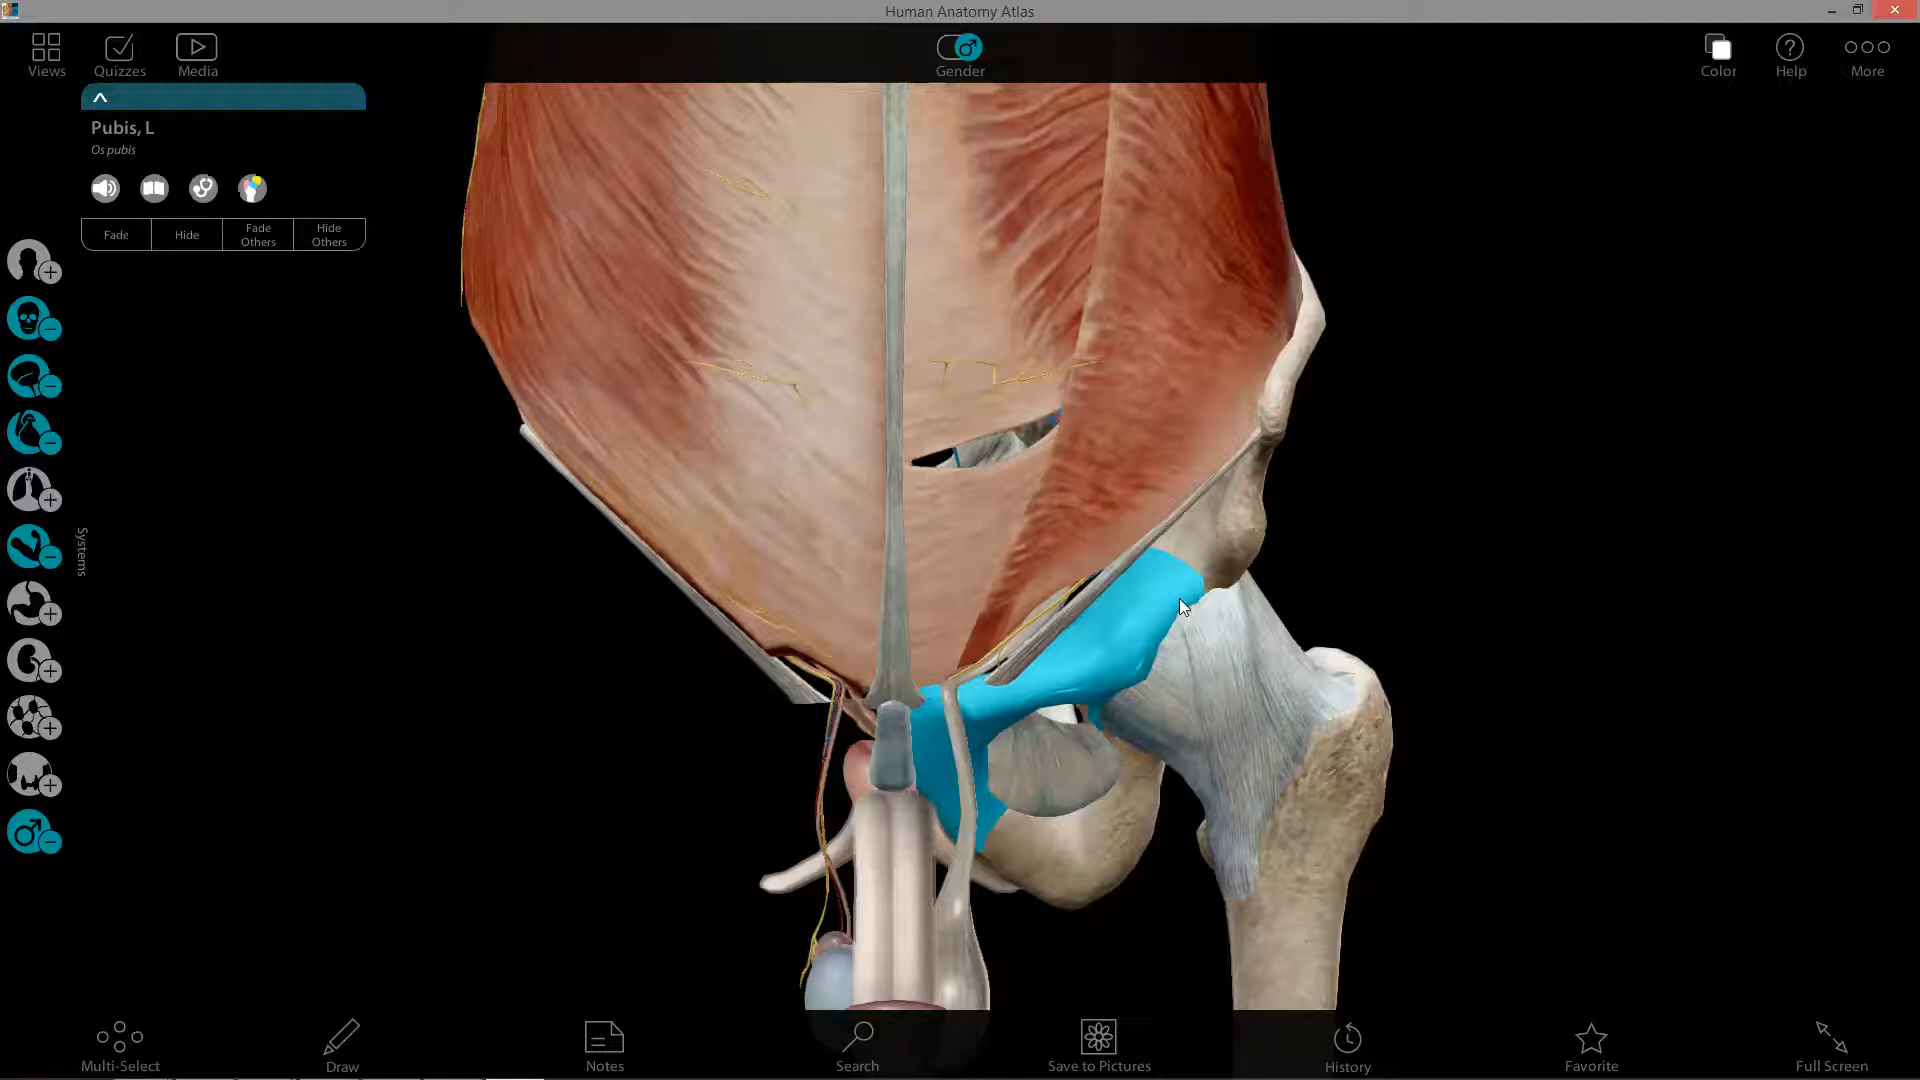 Human Anatomy Atlas
Views
Quizzes
Media
Gender
Color
Help
More
Pubis, L
Os pubis
Fade
Hide
Fade
Others
Hide
Others
Systems
Multi-Select
Draw
Notes
Search
Save to Pictures
History
Favorite
Full Screen